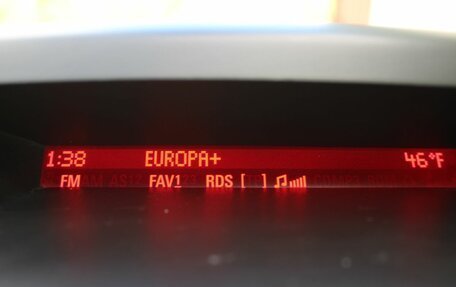 1:38 EUROPA+ 46°F
FM FAV1 RDS [ ]